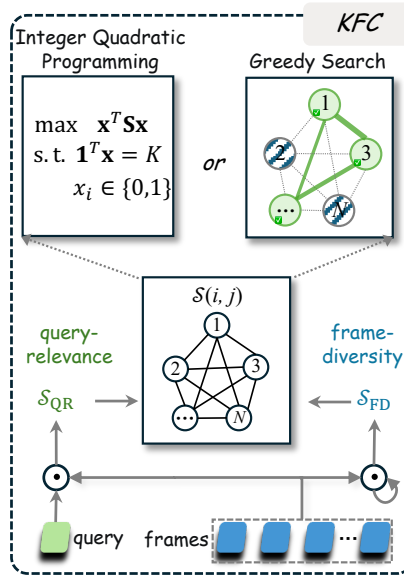 KFC
Integer Quadratic
Programming
Greedy Search
max x^T Sx
s. t. 1^T x = K
x_i ∈ {0,1}
or
1
2
3
...
N
S(i, j)
1
2
3
...
N
query-
relevance
frame-
diversity
S_QR
S_FD
query
frames
...